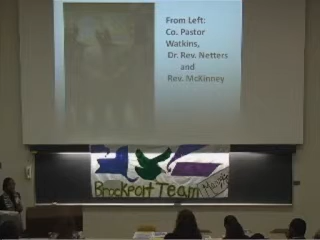 From Left:
Co. Pastor
Watkins,
Dr. Rev. Netters
and
Rev. McKinney
Brockport Team